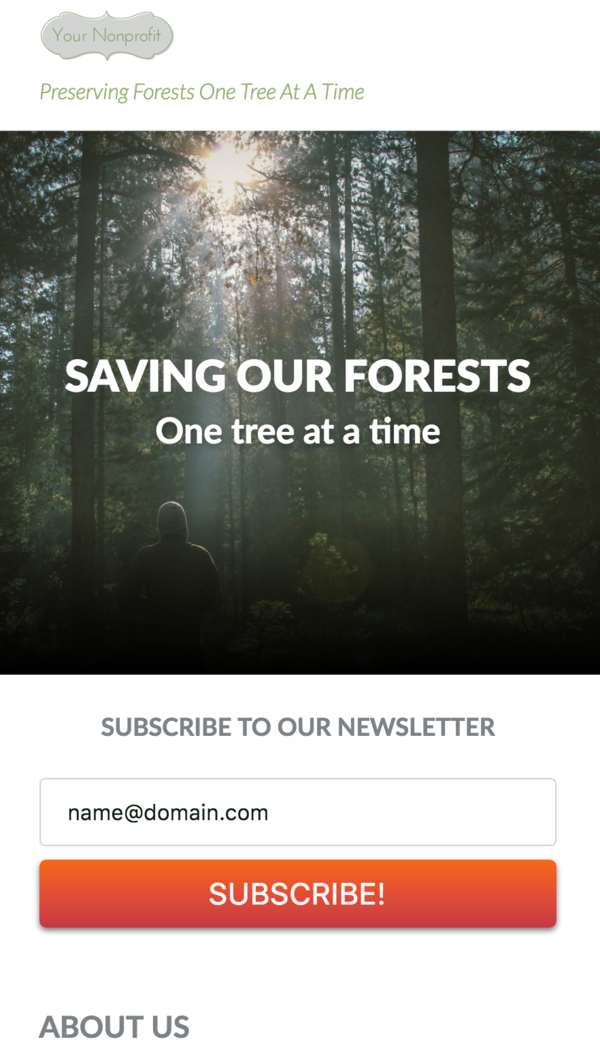 Your Nonprofit
Preserving Forests One Tree At A Time
SAVING OUR FORESTS
One tree at a time
SUBSCRIBE TO OUR NEWSLETTER
name@domain.com
SUBSCRIBE!
ABOUT US